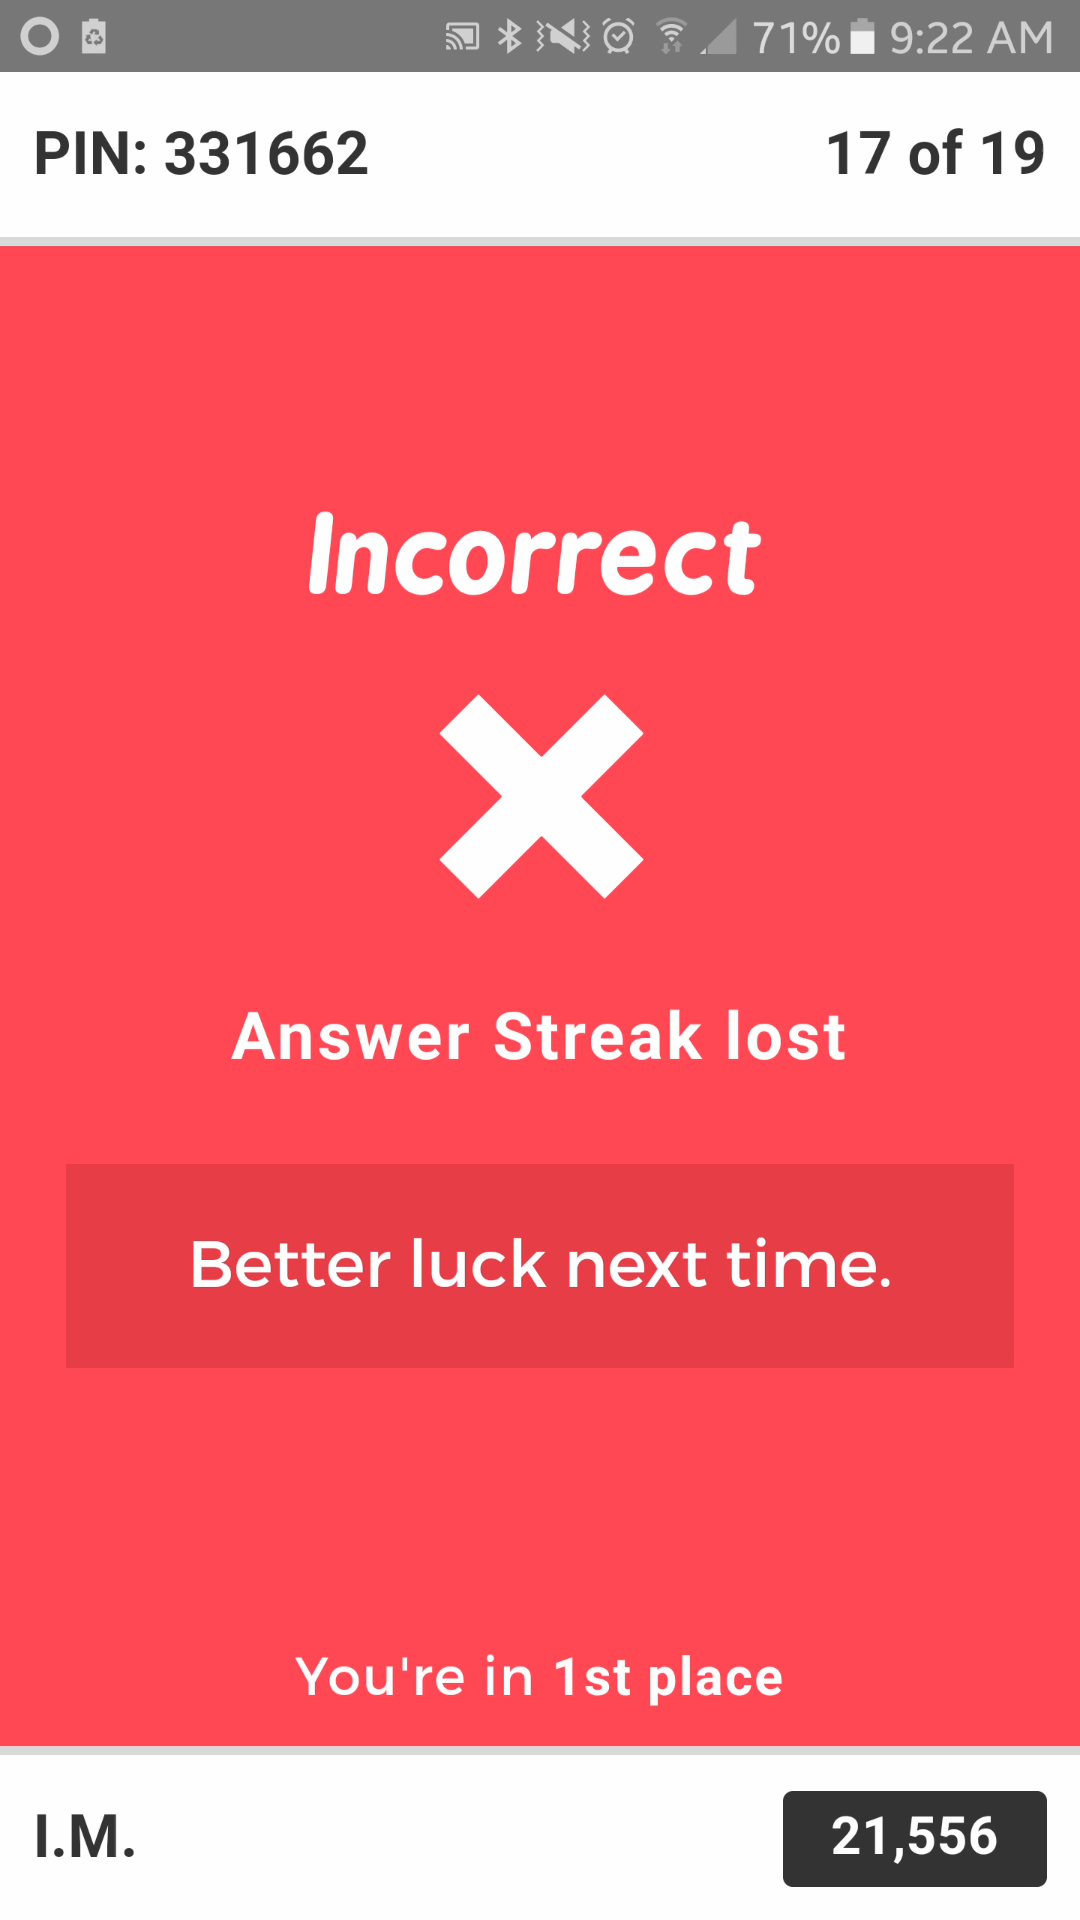 71% 9:22 AM
PIN: 331662 17 of 19
Incorrect
Answer Streak lost
Better luck next time.
You're in 1st place
I.M. 21,556